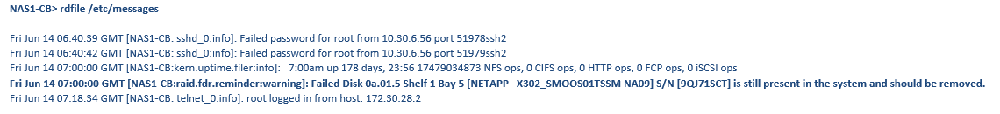 NAS1-CB> rdfile /etc/messages
Fri Jun 14 06:40:39 GMT [NAS1-CB: sshd_0:info]: Failed password for root from 10.30.6.56 port 51978ssh2
Fri Jun 14 06:40:42 GMT [NAS1-CB: sshd_0:info]: Failed password for root from 10.30.6.56 port 51979ssh2
Fri Jun 14 07:00:00 GMT [NAS1-CB:kern.uptime.filer:info]:   7:00am up 178 days, 23:56 17479034873 NFS ops, 0 CIFS ops, 0 HTTP ops, 0 FCP ops, 0 iSCSI ops
Fri Jun 14 07:00:00 GMT [NAS1-CB:raid.fdr.reminder:warning]: Failed Disk 0a.01.5 Shelf 1 Bay 5 [NETAPP   X302_SMOOS01TSSM NA09] S/N [9QJ71SCT] is still present in the system and should be removed.
Fri Jun 14 07:18:34 GMT [NAS1-CB: telnet_0:info]: root logged in from host: 172.30.28.2